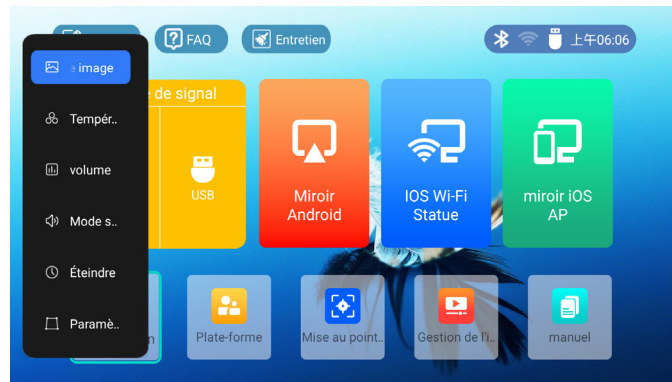 FAQ
Entretien
上午06:06
e image
Tempér..
volume
Mode s..
Éteindre
Paramè..
e de signal
USB
Miroir
Android
IOS Wi-Fi
Statue
miroir iOS
AP
n
Plate-forme
Mise au point..
Gestion de l'i..
manuel